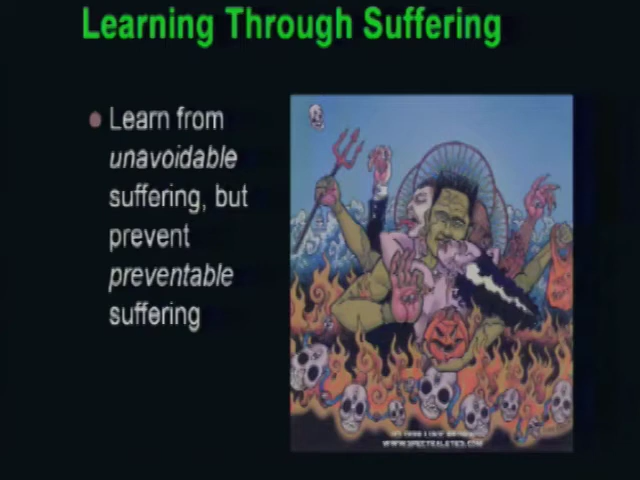 Learning Through Suffering
Learn from
unavoidable
suffering, but
prevent
preventable
suffering